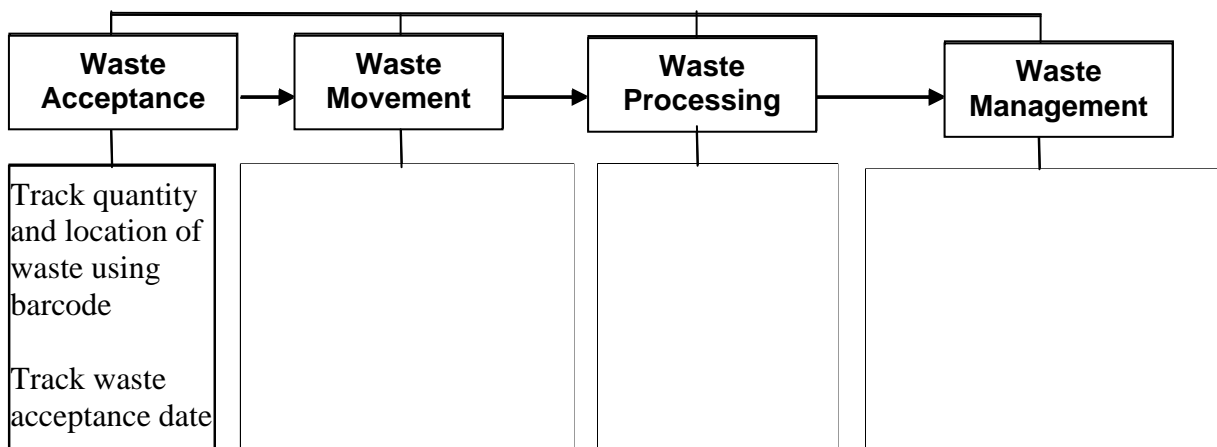 Waste
Acceptance
Waste
Movement
Waste
Processing
Waste
Management
Track quantity
and location of
waste using
barcode
Track waste
acceptance date